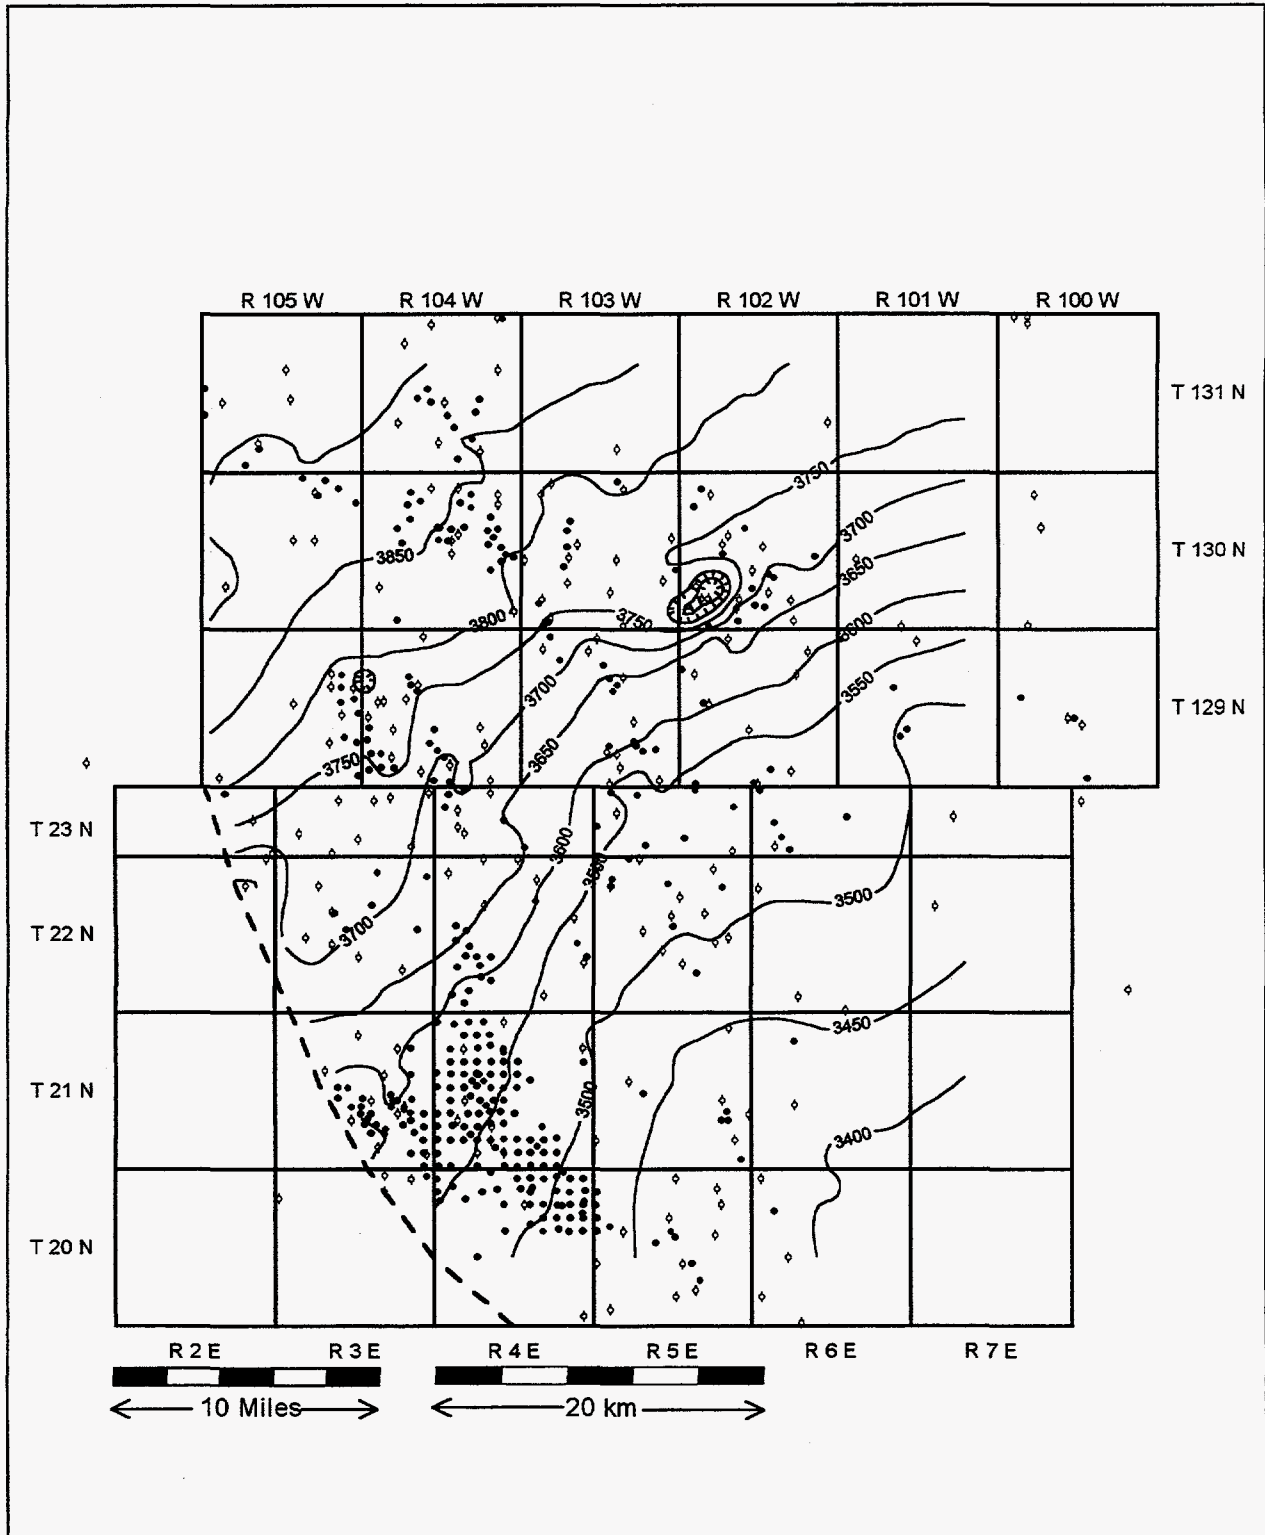 R 105 W R 104 W R 103 W R 102 W R 101 W R 100 W
T 131 N
3750
3700
T 130 N
3850
3650
3800
3750
3600
3700
3550
T 129 N
3650
3750
T 23 N
3600
3550
3500
T 22 N
3700
3450
T 21 N
3500
3400
T 20 N
R 2 E R 3 E R 4 E R 5 E R 6 E R 7 E
10 Miles 20 km